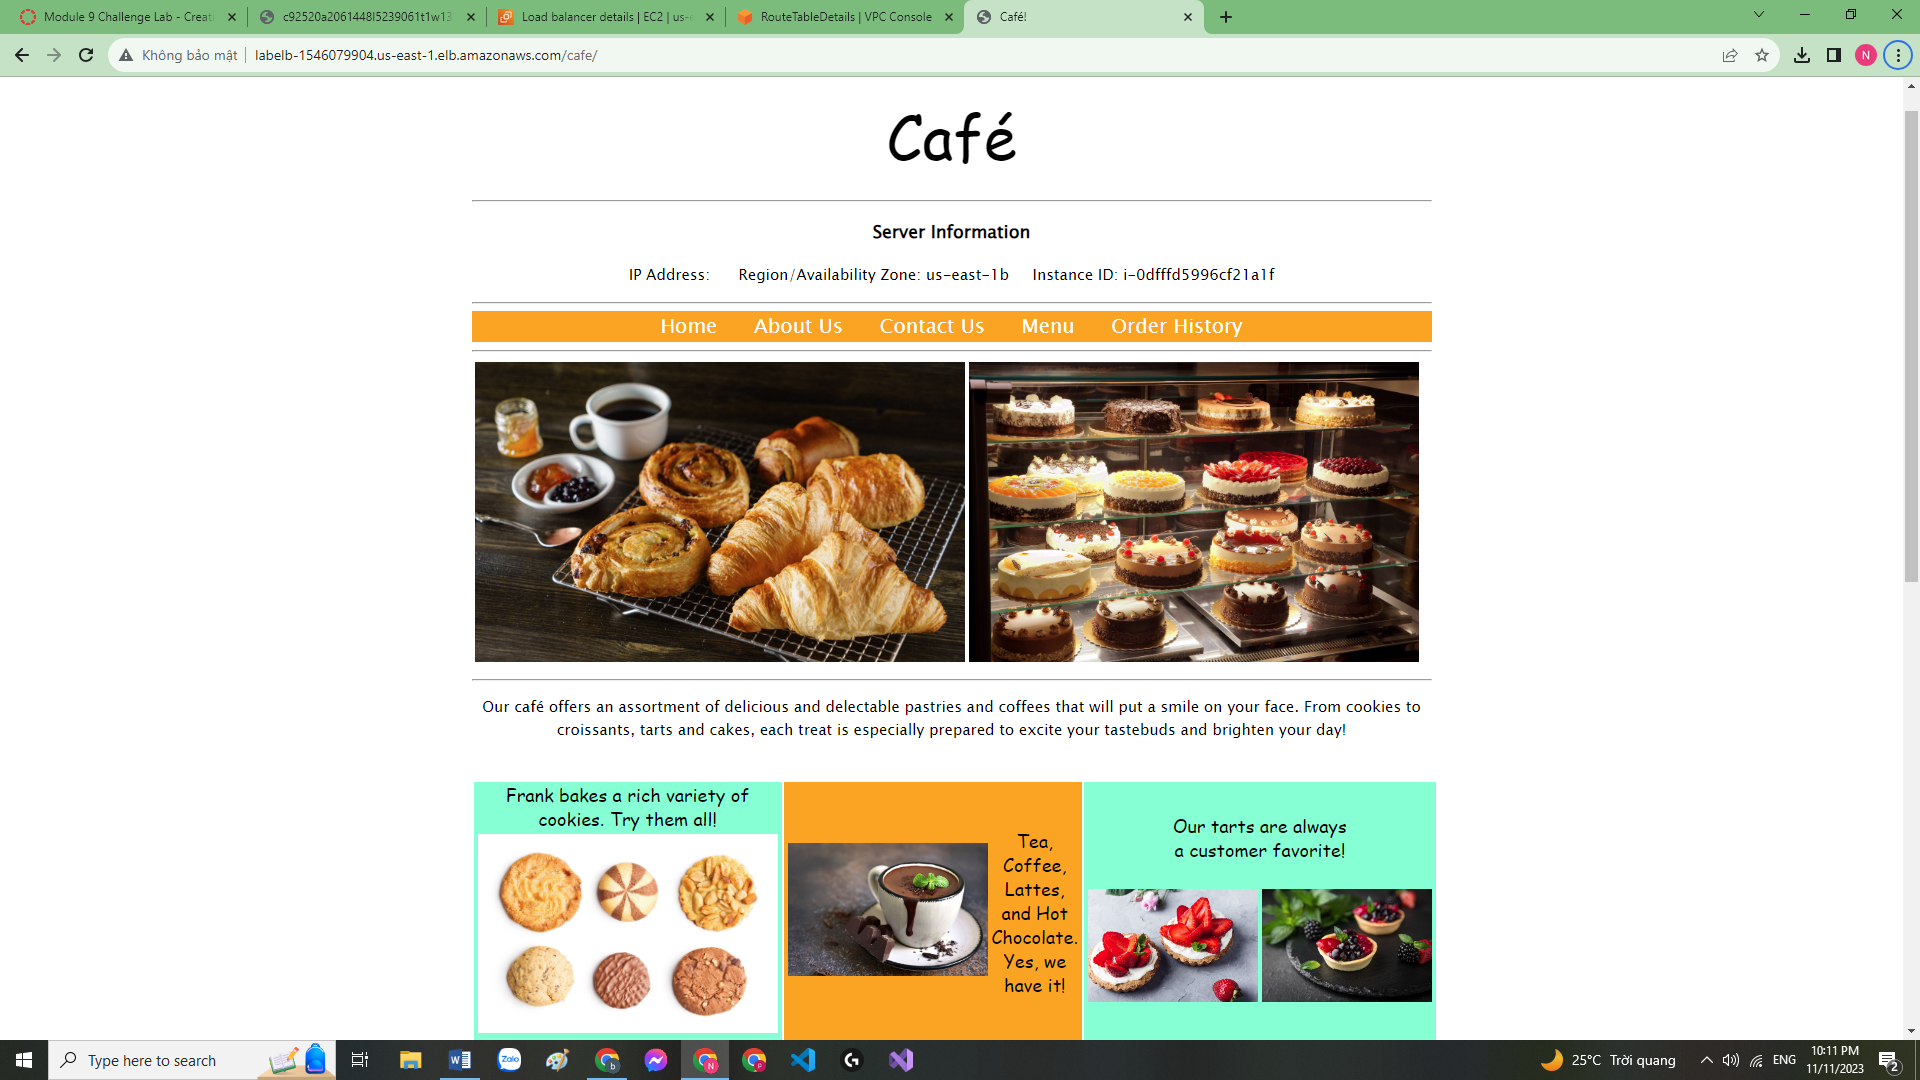 Module 9 Challenge Lab - Creati
c92520a2061448l5239061t1w13
Load balancer details | EC2 | us-e
RouteTableDetails | VPC Console
Café!
Không bảo mật
labelb-1546079904.us-east-1.elb.amazonaws.com/cafe/
N
Café
Server Information
IP Address: Region/Availability Zone: us-east-1b Instance ID: i-0dfffd5996cf21a1f
Home About Us Contact Us Menu Order History
Our café offers an assortment of delicious and delectable pastries and coffees that will put a smile on your face. From cookies to
croissants, tarts and cakes, each treat is especially prepared to excite your tastebuds and brighten your day!
Frank bakes a rich variety of
cookies. Try them all!
Tea,
Coffee,
Lattes,
and Hot
Chocolate.
Yes, we
have it!
Our tarts are always
a customer favorite!
Type here to search
Zalo
25°C Trời quang
ENG
10:11 PM
11/11/2023
2